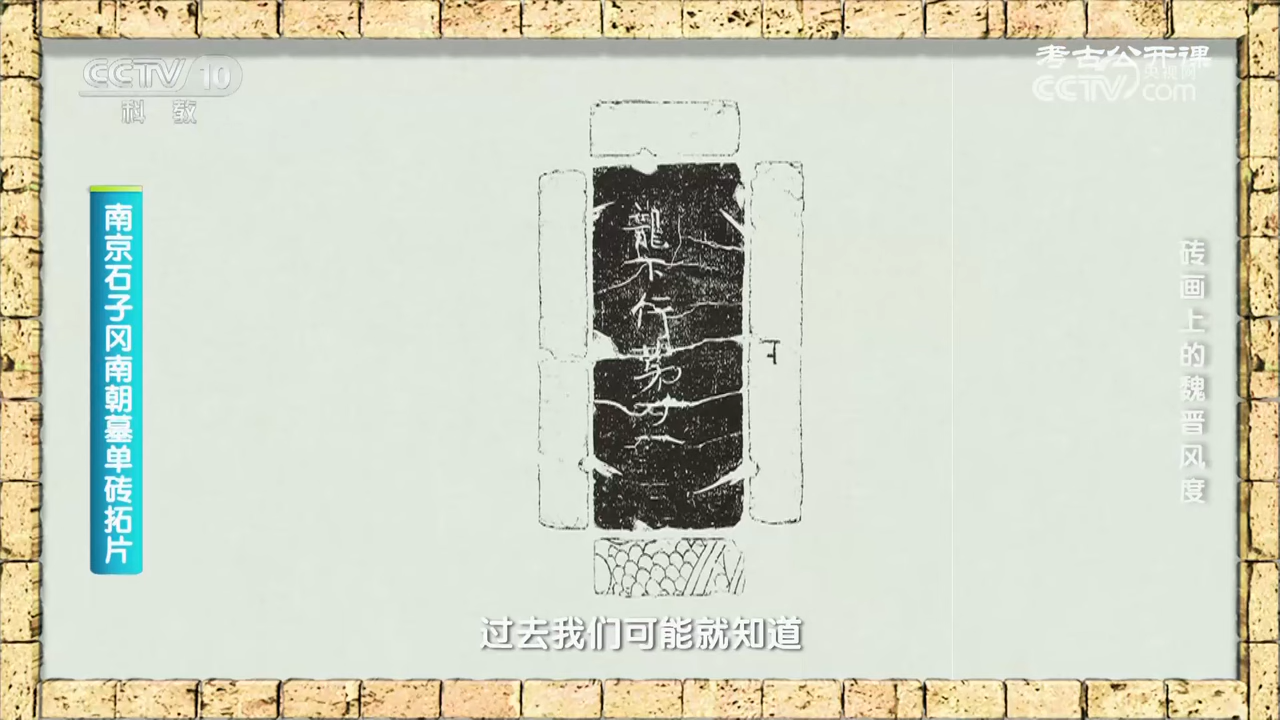 CCTV 10
科教
考古公开课
央视网
CCTV.com
南京石子冈南朝墓单砖拓片
龍下行第廿一
砖画上的魏晋风度
过去我们可能就知道